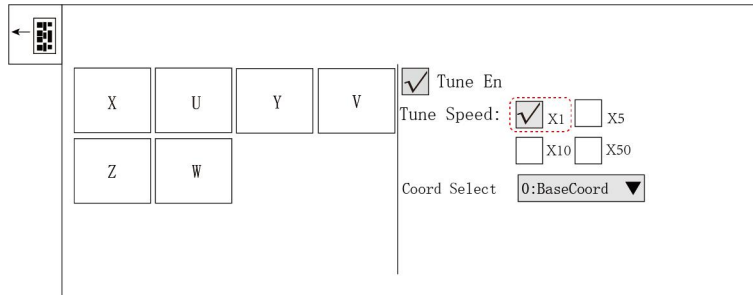 X U Y V
Z W
Tune En
Tune Speed: X1 X5
X10 X50
Coord Select 0:BaseCoord